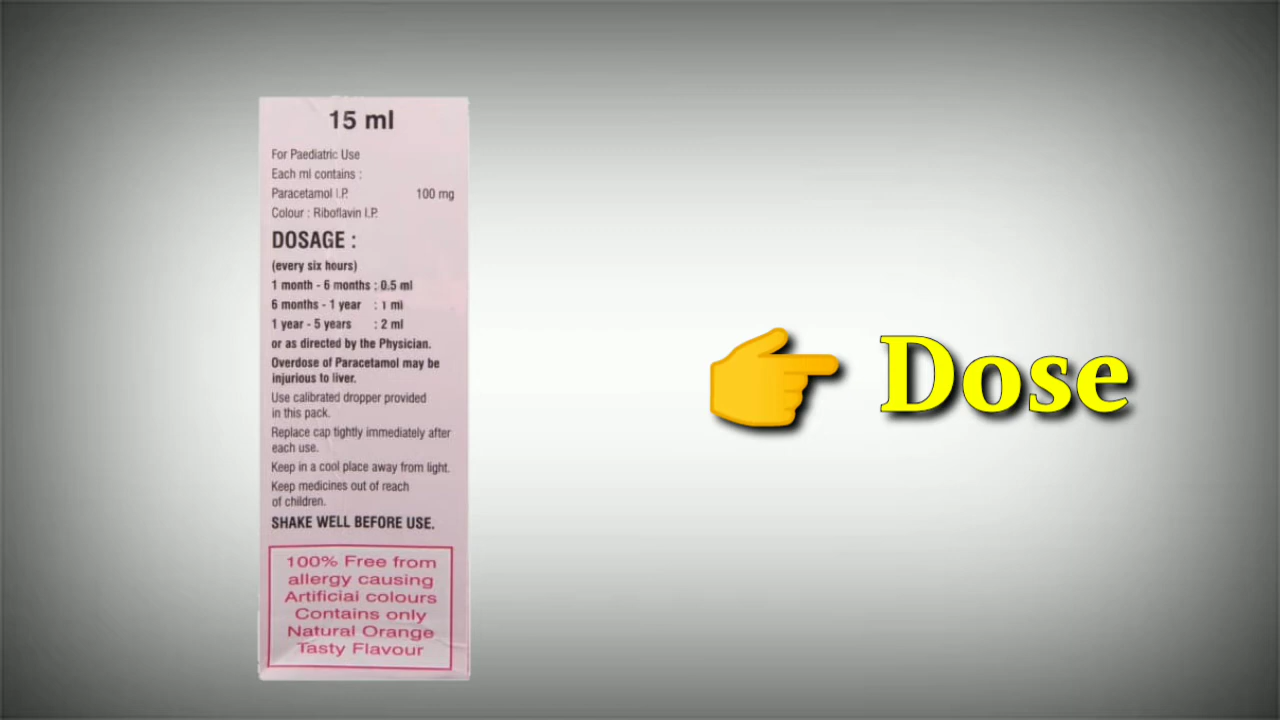 15 ml
For Paediatric Use
Each ml contains :
Paracetamol I.P. 100 mg
Colour : Riboflavin I.P.
DOSAGE :
(every six hours)
1 month - 6 months : 0.5 ml
6 months - 1 year : 1 ml
1 year - 5 years : 2 ml
or as directed by the Physician.
Overdose of Paracetamol may be
injurious to liver.
Use calibrated dropper provided
in this pack.
Replace cap tightly immediately after
each use.
Keep in a cool place away from light.
Keep medicines out of reach
of children.
SHAKE WELL BEFORE USE.
100% Free from
allergy causing
Artificial colours
Contains only
Natural Orange
Tasty Flavour
Dose